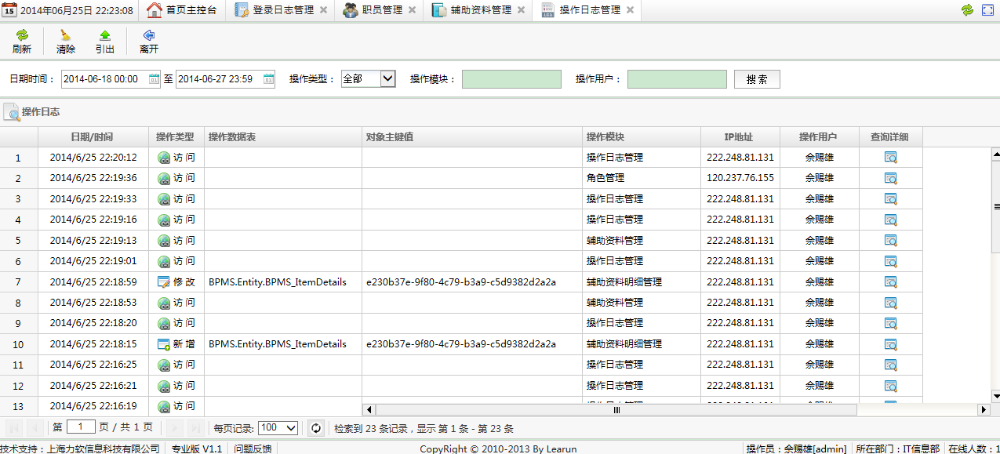 2014年06月25日 22:23:08 首页主控台 登录日志管理 职员管理 辅助资料管理 操作日志管理
刷新 清除 引出 离开
日期时间： 2014-06-18 00:00 至 2014-06-27 23:59 操作类型： 全部 操作模块： 操作用户： 搜 索
操作日志
日期/时间 操作类型 操作数据表 对象主键值 操作模块 IP地址 操作用户 查询详细
1 2014/6/25 22:20:12 访 问 操作日志管理 222.248.81.131 佘赐雄
2 2014/6/25 22:19:36 访 问 角色管理 120.237.76.155 佘赐雄
3 2014/6/25 22:19:33 访 问 操作日志管理 222.248.81.131 佘赐雄
4 2014/6/25 22:19:16 访 问 操作日志管理 222.248.81.131 佘赐雄
5 2014/6/25 22:19:13 访 问 辅助资料管理 222.248.81.131 佘赐雄
6 2014/6/25 22:19:01 访 问 操作日志管理 222.248.81.131 佘赐雄
7 2014/6/25 22:18:59 修 改 BPMS.Entity.BPMS_ItemDetails e230b37e-9f80-4c79-b3a9-c5d9382d2a2a 辅助资料明细管理 222.248.81.131 佘赐雄
8 2014/6/25 22:18:53 访 问 辅助资料管理 222.248.81.131 佘赐雄
9 2014/6/25 22:18:20 访 问 操作日志管理 222.248.81.131 佘赐雄
10 2014/6/25 22:18:15 新 增 BPMS.Entity.BPMS_ItemDetails e230b37e-9f80-4c79-b3a9-c5d9382d2a2a 辅助资料明细管理 222.248.81.131 佘赐雄
11 2014/6/25 22:16:25 访 问 操作日志管理 222.248.81.131 佘赐雄
12 2014/6/25 22:16:21 访 问 操作日志管理 222.248.81.131 佘赐雄
13 2014/6/25 22:16:19 访 问
第 1 页 / 共 1 页 每页记录: 100 检索到 23 条记录，显示 第 1 条 - 第 23 条
技术支持：上海力软信息科技有限公司 专业版 V1.1 问题反馈 CopyRight © 2010-2013 By Learun 操作员：佘赐雄[admin] 所在部门：IT信息部 在线人数：1